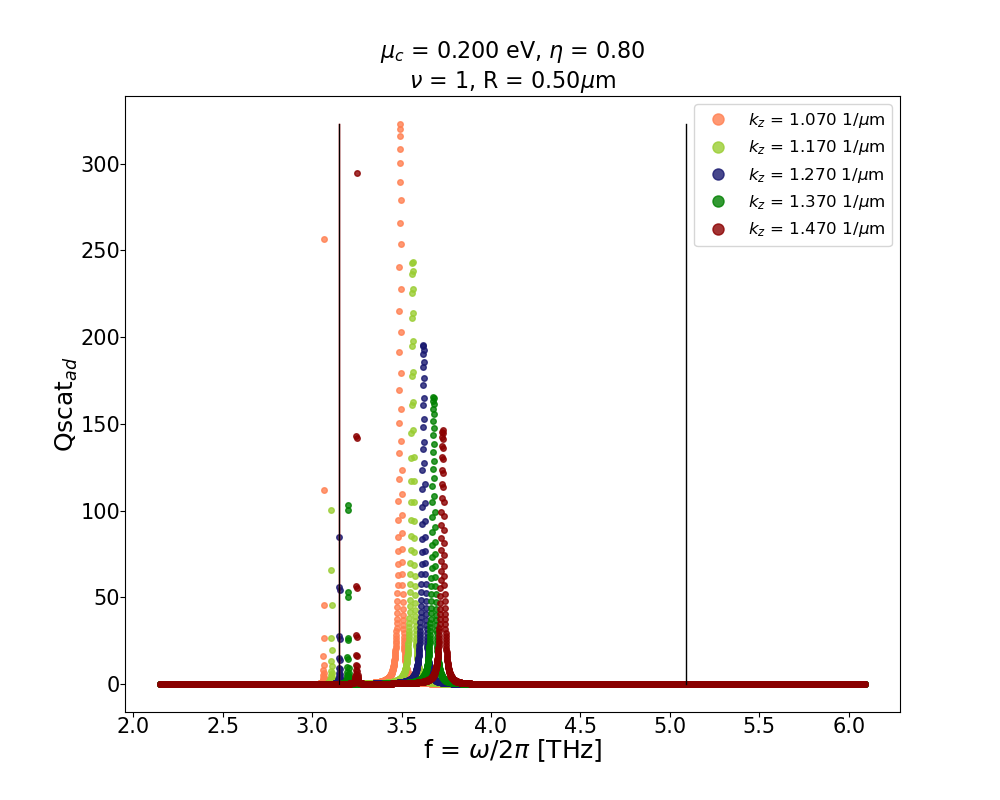 μc = 0.200 eV, η = 0.80
ν = 1, R = 0.50μm
kz = 1.070 1/μm
kz = 1.170 1/μm
kz = 1.270 1/μm
kz = 1.370 1/μm
kz = 1.470 1/μm
300
250
200
150
100
50
0
Qscatad
2.0 2.5 3.0 3.5 4.0 4.5 5.0 5.5 6.0
f = ω/2π [THz]